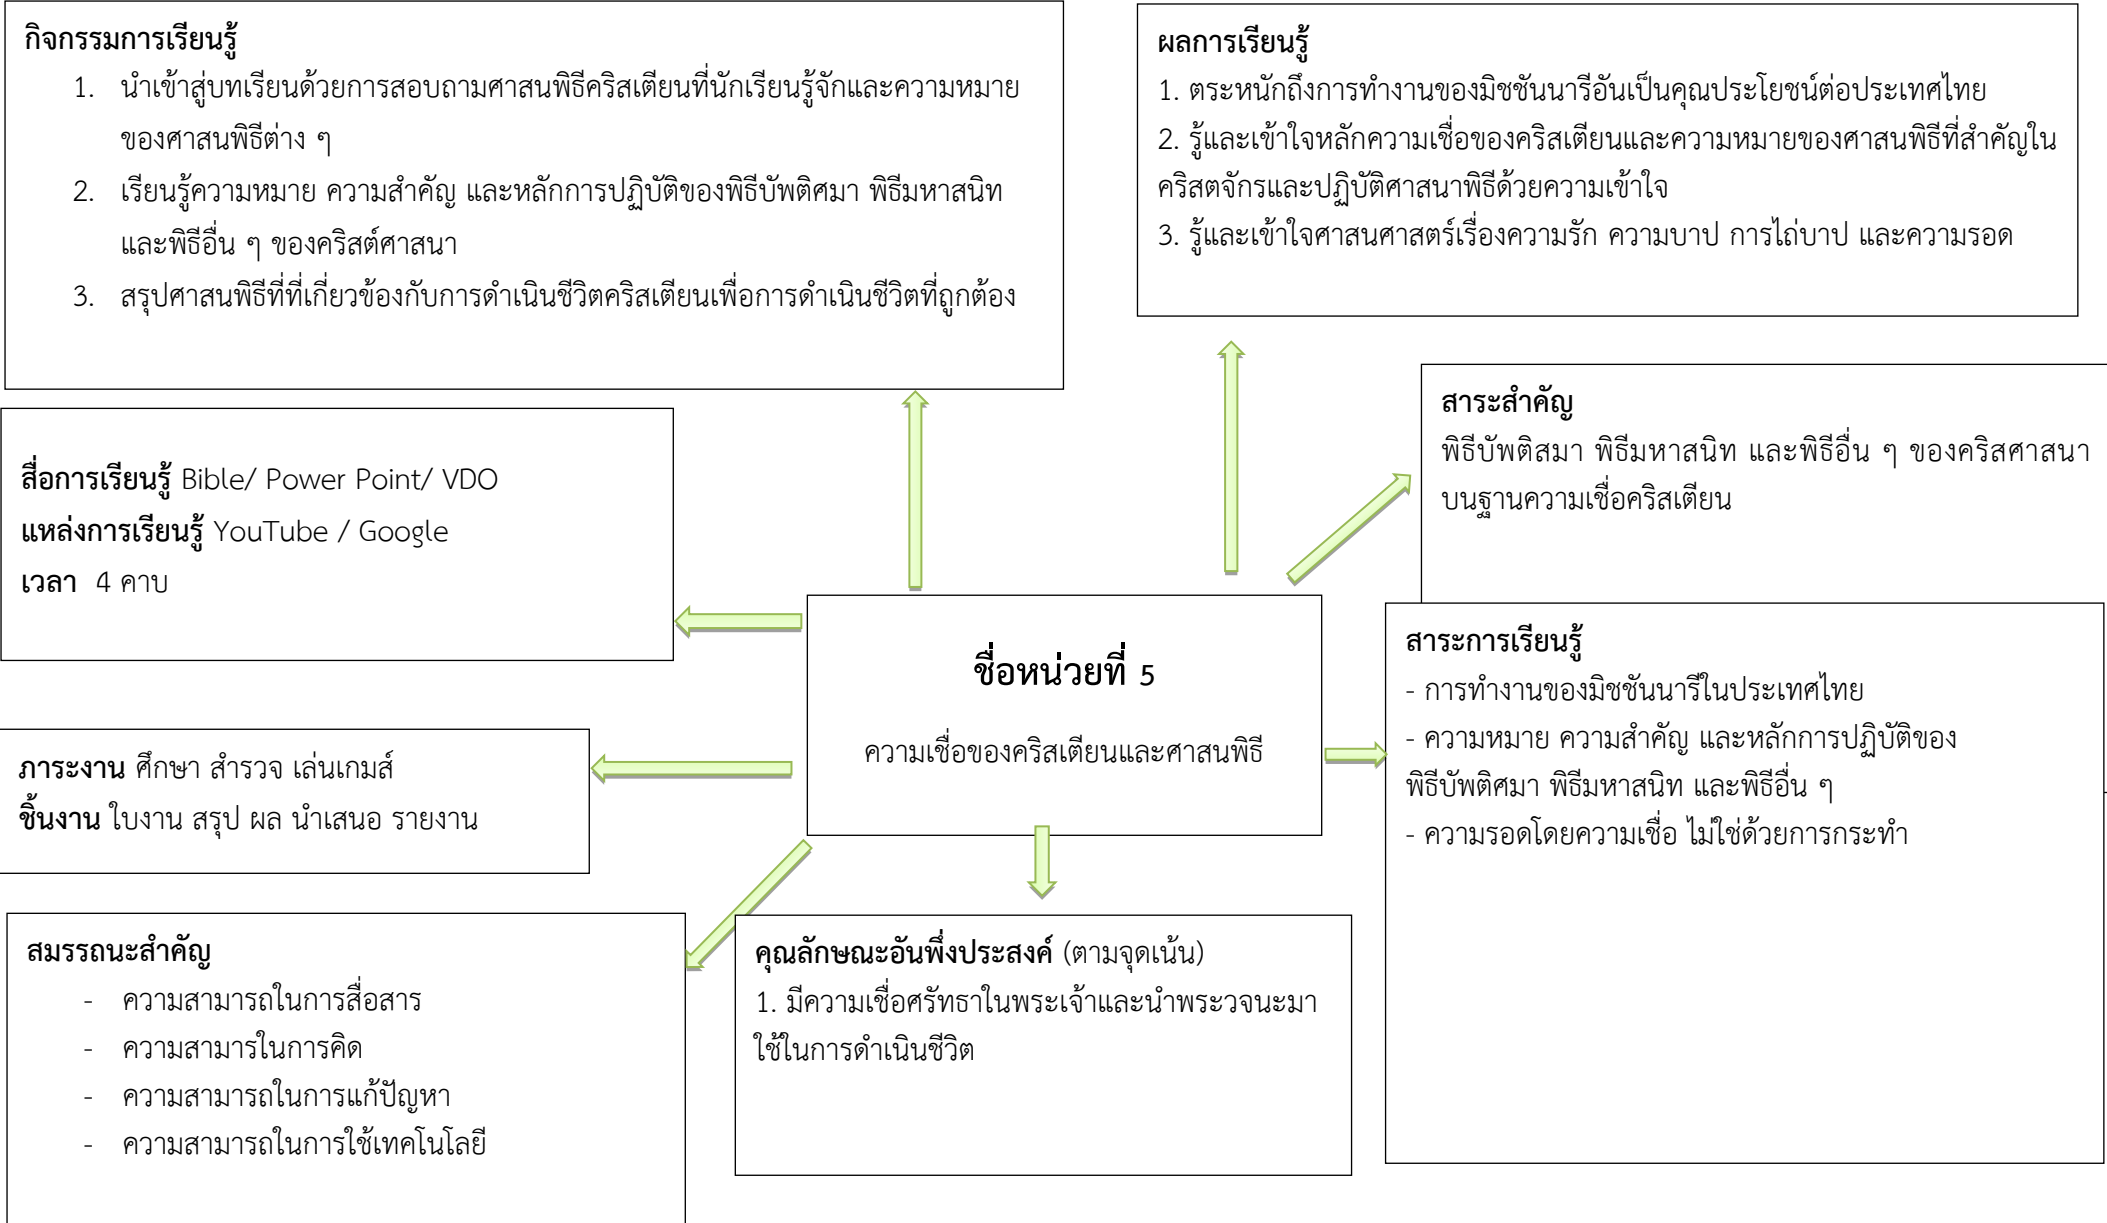 กิจกรรมการเรียนรู้
1. นำเข้าสู่บทเรียนด้วยการสอบถามศาสนพิธีคริสเตียนที่นักเรียนรู้จักและความหมาย
ของศาสนพิธีต่าง ๆ
2. เรียนรู้ความหมาย ความสำคัญ และหลักการปฏิบัติของพิธีบัพติศมา พิธีมหาสนิท
และพิธีอื่น ๆ ของคริสต์ศาสนา
3. สรุปศาสนพิธีที่ที่เกี่ยวข้องกับการดำเนินชีวิตคริสเตียนเพื่อการดำเนินชีวิตที่ถูกต้อง
ผลการเรียนรู้
1. ตระหนักถึงการทำงานของมิชชันนารีอันเป็นคุณประโยชน์ต่อประเทศไทย
2. รู้และเข้าใจหลักความเชื่อของคริสเตียนและความหมายของศาสนพิธีที่สำคัญใน
คริสตจักรและปฏิบัติศาสนาพิธีด้วยความเข้าใจ
3. รู้และเข้าใจศาสนศาสตร์เรื่องความรัก ความบาป การไถ่บาป และความรอด
สาระสำคัญ
พิธีบัพติสมา พิธีมหาสนิท และพิธีอื่น ๆ ของคริสศาสนา
บนฐานความเชื่อคริสเตียน
สื่อการเรียนรู้ Bible/ Power Point/ VDO
แหล่งการเรียนรู้ YouTube / Google
เวลา 4 คาบ
ชื่อหน่วยที่ 5
ความเชื่อของคริสเตียนและศาสนพิธี
สาระการเรียนรู้
- การทำงานของมิชชันนารีในประเทศไทย
- ความหมาย ความสำคัญ และหลักการปฏิบัติของ
พิธีบัพติศมา พิธีมหาสนิท และพิธีอื่น ๆ
- ความรอดโดยความเชื่อ ไม่ใช่ด้วยการกระทำ
ภาระงาน ศึกษา สำรวจ เล่นเกมส์
ชิ้นงาน ใบงาน สรุป ผล นำเสนอ รายงาน
สมรรถนะสำคัญ
- ความสามารถในการสื่อสาร
- ความสามารในการคิด
- ความสามารถในการแก้ปัญหา
- ความสามารถในการใช้เทคโนโลยี
คุณลักษณะอันพึ่งประสงค์ (ตามจุดเน้น)
1. มีความเชื่อศรัทธาในพระเจ้าและนำพระวจนะมา
ใช้ในการดำเนินชีวิต